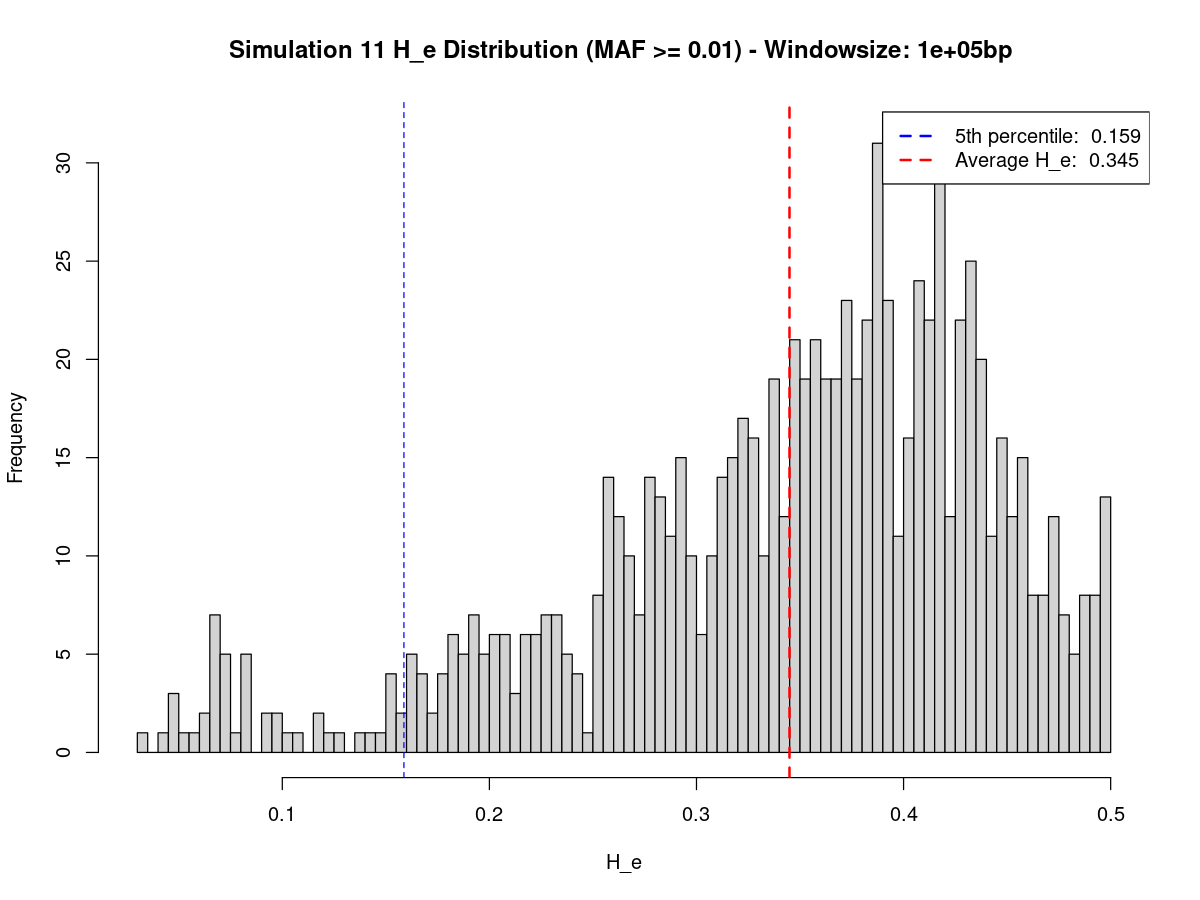 Simulation 11 H_e Distribution (MAF >= 0.01) - Windowsize: 1e+05bp
5th percentile:  0.159
Average H_e:  0.345
Frequency
30
25
20
15
10
5
0
0.1 0.2 0.3 0.4 0.5
H_e